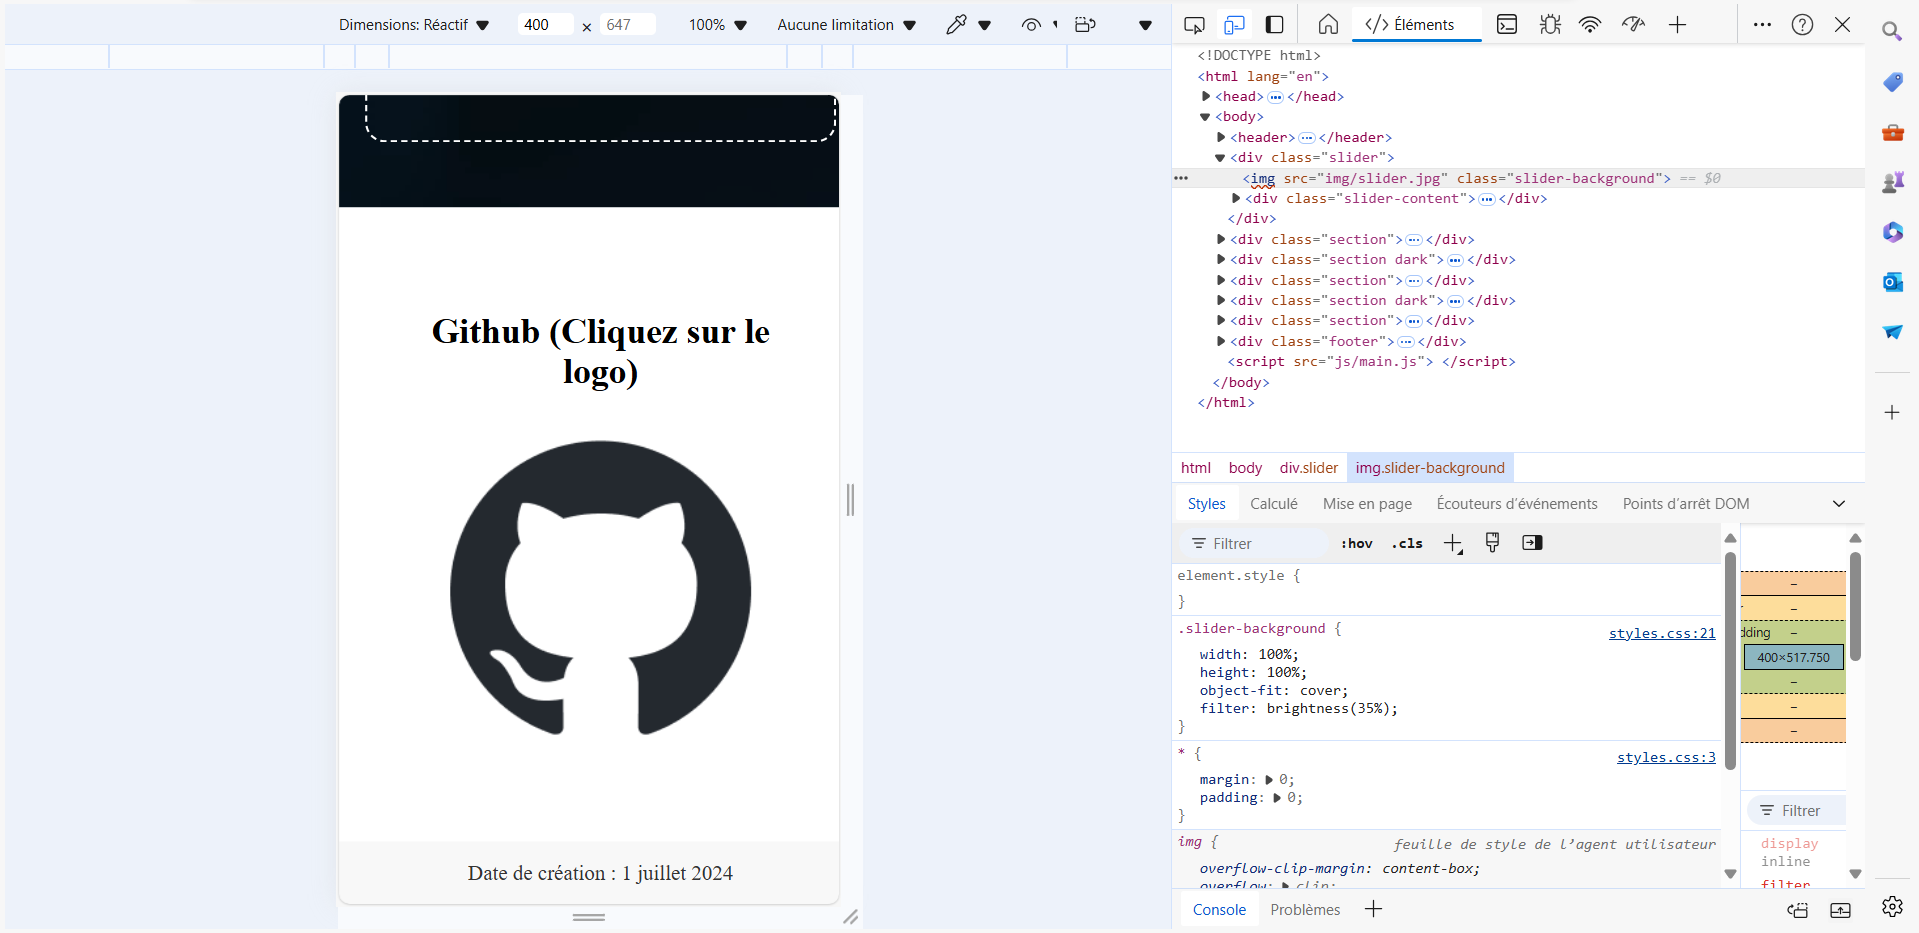 Dimensions: Réactif 400 × 647 100% Aucune limitation
Éléments
<!DOCTYPE html>
<html lang="en">
<head> ••• </head>
<body>
<header> ••• </header>
<div class="slider">
••• <img src="img/slider.jpg" class="slider-background"> == $0
<div class="slider-content"> ••• </div>
</div>
<div class="section"> ••• </div>
<div class="section dark"> ••• </div>
<div class="section"> ••• </div>
<div class="section dark"> ••• </div>
<div class="section"> ••• </div>
<div class="footer"> ••• </div>
<script src="js/main.js"> </script>
</body>
</html>
html body div.slider img.slider-background
Styles Calculé Mise en page Écouteurs d’événements Points d’arrêt DOM
Filtrer :hov .cls
element.style {
}
.slider-background { styles.css:21
width: 100%;
height: 100%;
object-fit: cover;
filter: brightness(35%);
}
* { styles.css:3
margin: 0;
padding: 0;
}
img { feuille de style de l’agent utilisateur
overflow-clip-margin: content-box;
overflow: clip;
–
–
dding –
400×517.750
–
–
–
Filtrer
display
inline
filter
Console Problèmes
Github (Cliquez sur le
logo)
Date de création : 1 juillet 2024